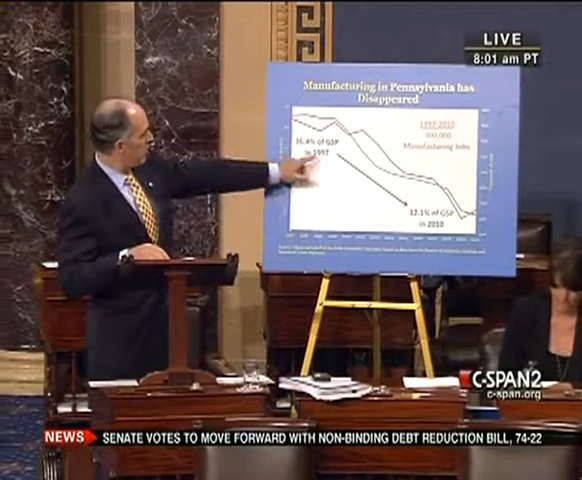 LIVE
8:01 am PT
Manufacturing in Pennsylvania has
Disappeared
16.4% of GDP
in 1997
1997-2010
300,000
Manufacturing Jobs
12.1% of GSP
in 2010
C-SPAN2
c-span.org
NEWS
SENATE VOTES TO MOVE FORWARD WITH NON-BINDING DEBT REDUCTION BILL, 74-22